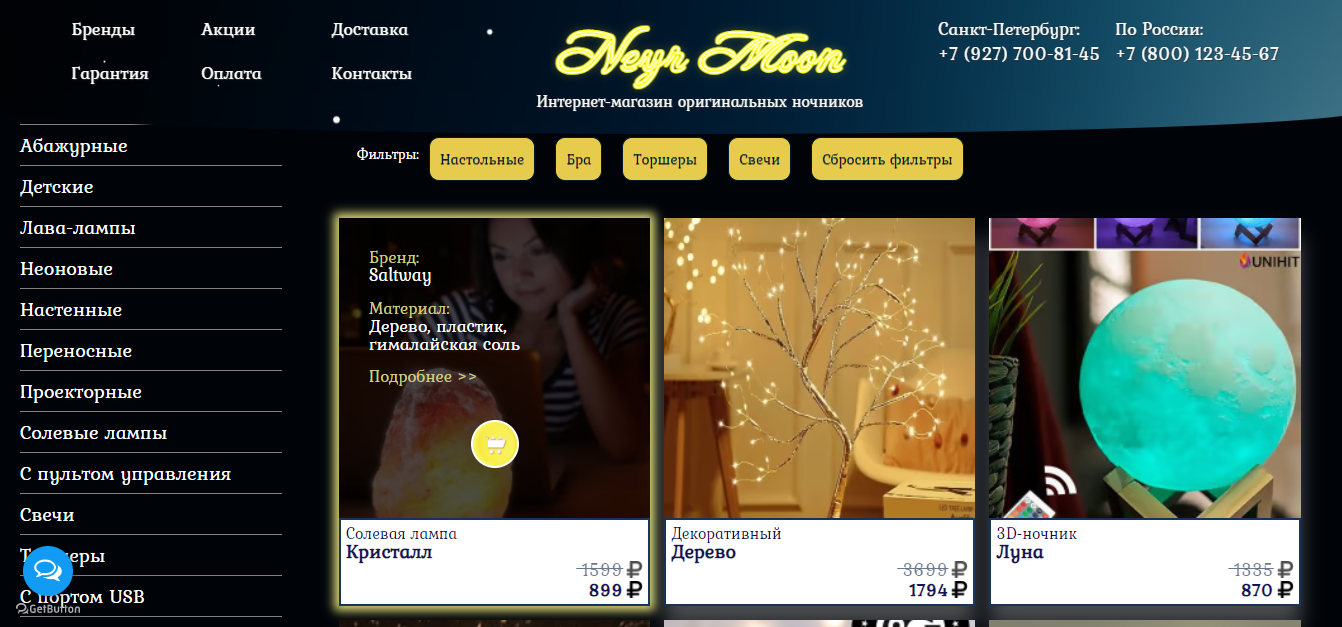 Бренды Акции Доставка
Гарантия Оплата Контакты
Neyr Moon
Интернет-магазин оригинальных ночников
Санкт-Петербург: По России:
+7 (927) 700-81-45 +7 (800) 123-45-67
Абажурные
Детские
Лава-лампы
Неоновые
Настенные
Переносные
Проекторные
Солевые лампы
С пультом управления
Свечи
С портом USB
GetButton
Фильтры: Настольные Бра Торшеры Свечи Сбросить фильтры
Бренд:
Saltway
Материал:
Дерево, пластик,
гималайская соль
Подробнее >>
Солевая лампа
Кристалл
1599 ₽
899 ₽
Декоративный
Дерево
3699 ₽
1794 ₽
UNIHIT
3D-ночник
Луна
1335 ₽
870 ₽